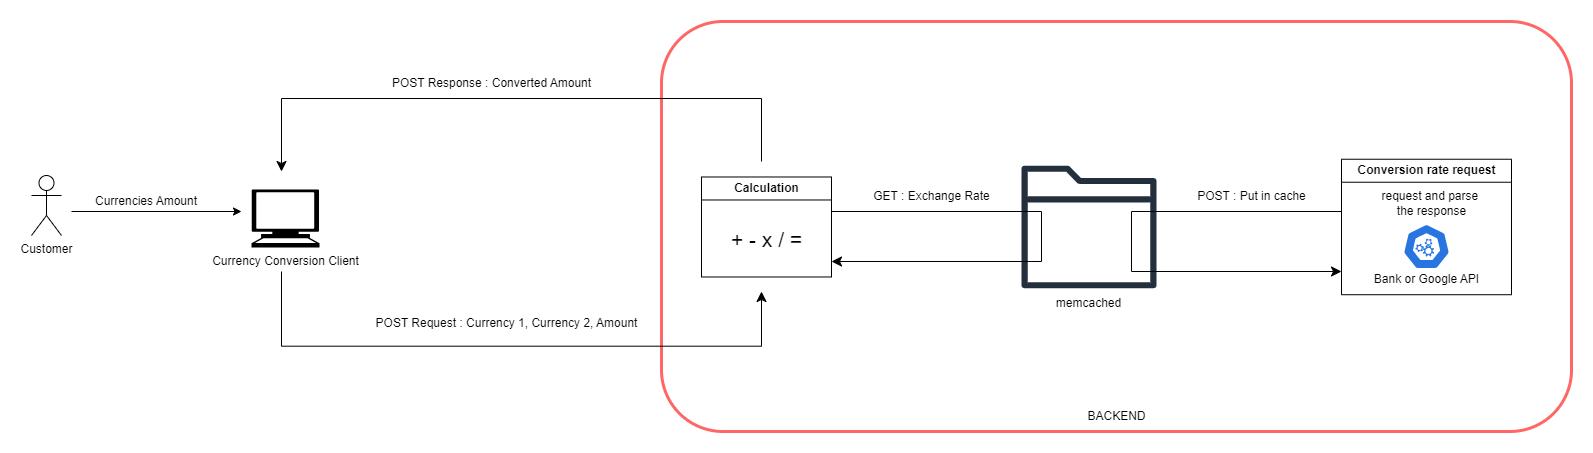 POST Response : Converted Amount
Currencies Amount
Customer
Currency Conversion Client
POST Request : Currency 1, Currency 2, Amount
Calculation
+ - x / =
GET : Exchange Rate
memcached
POST : Put in cache
Conversion rate request
request and parse
the response
Bank or Google API
BACKEND